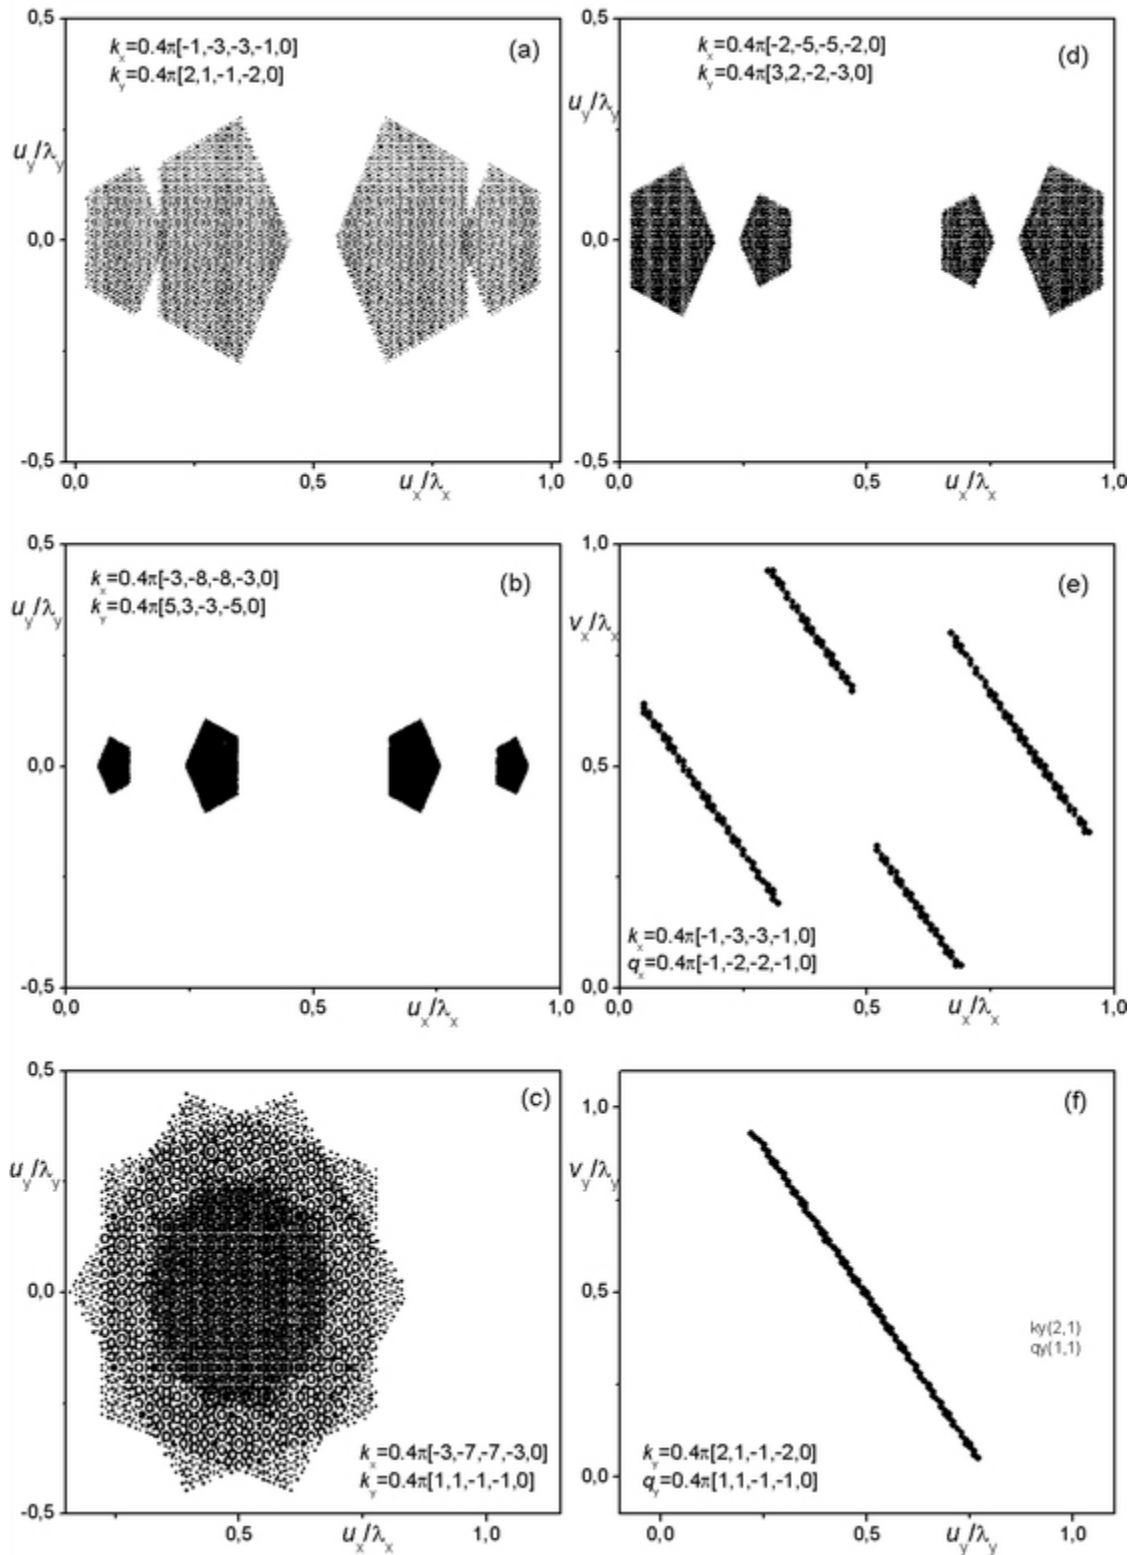 0,5
k_x=0.4π[-1,-3,-3,-1,0]
(a)
k_y=0.4π[2,1,-1,-2,0]
u_y/λ_y
0,0
-0,5
0,0
0,5
1,0
u_x/λ_x
0,5
k_x=0.4π[-2,-5,-5,-2,0]
(d)
k_y=0.4π[3,2,-2,-3,0]
u_y/λ_y
0,0
-0,5
0,0
0,5
1,0
u_x/λ_x
0,5
k_x=0.4π[-3,-8,-8,-3,0]
(b)
k_y=0.4π[5,3,-3,-5,0]
u_y/λ_y
0,0
-0,5
0,0
0,5
1,0
u_x/λ_x
1,0
(e)
v_x/λ_x
0,5
k_x=0.4π[-1,-3,-3,-1,0]
q_x=0.4π[-1,-2,-2,-1,0]
0,0
0,0
0,5
1,0
u_x/λ_x
0,5
(c)
u_y/λ_y
0,0
k_x=0.4π[-3,-7,-7,-3,0]
k_y=0.4π[1,1,-1,-1,0]
-0,5
0,5
1,0
u_x/λ_x
1,0
(f)
v_y/λ_y
0,5
ky(2,1)
qy(1,1)
k_y=0.4π[2,1,-1,-2,0]
q_y=0.4π[1,1,-1,-1,0]
0,0
0,0
0,5
1,0
u_y/λ_y